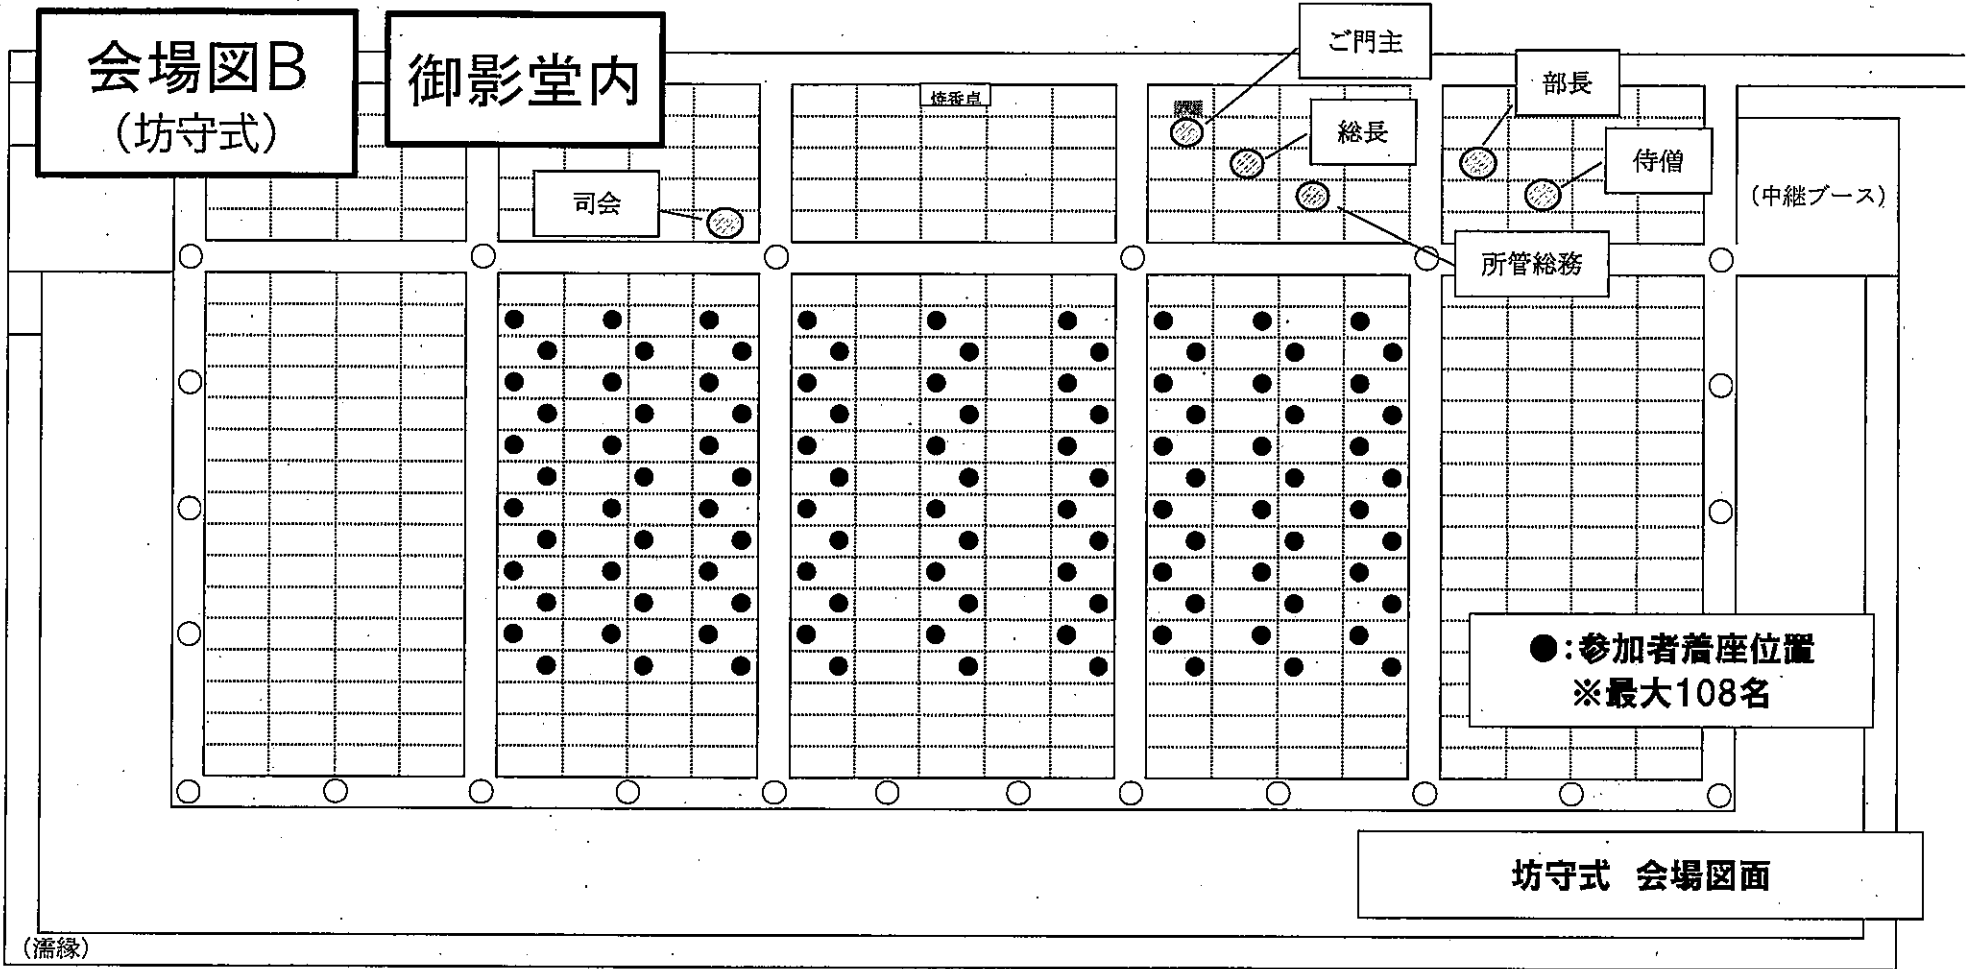 会場図B
（坊守式）
御影堂内
ご門主
部長
焼香卓
総長
侍僧
司会
（中継ブース）
所管総務
●：参加者着座位置
※最大108名
坊守式　会場図面
（濡縁）